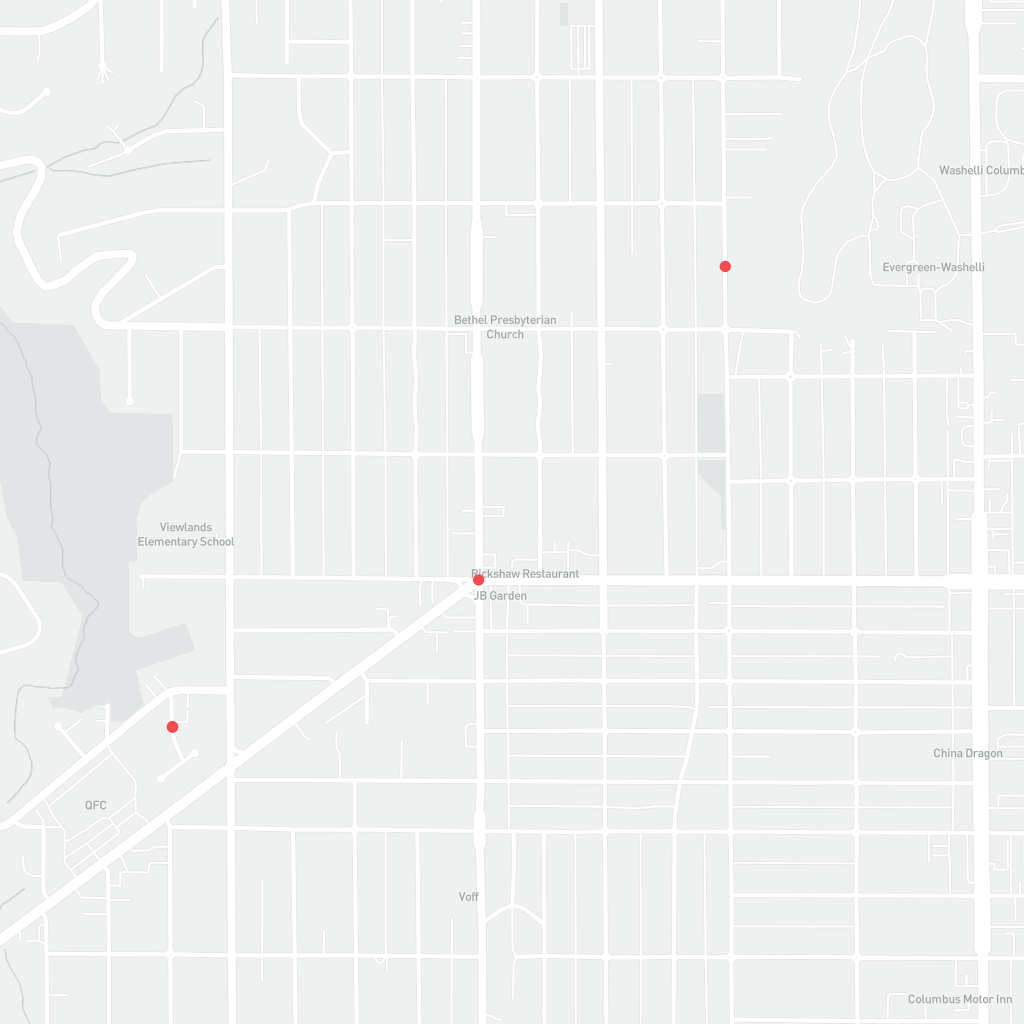 Washelli Columb
Evergreen-Washelli
Bethel Presbyterian
Church
Viewlands
Elementary School
Rickshaw Restaurant
JB Garden
China Dragon
QFC
Voff
Columbus Motor Inn